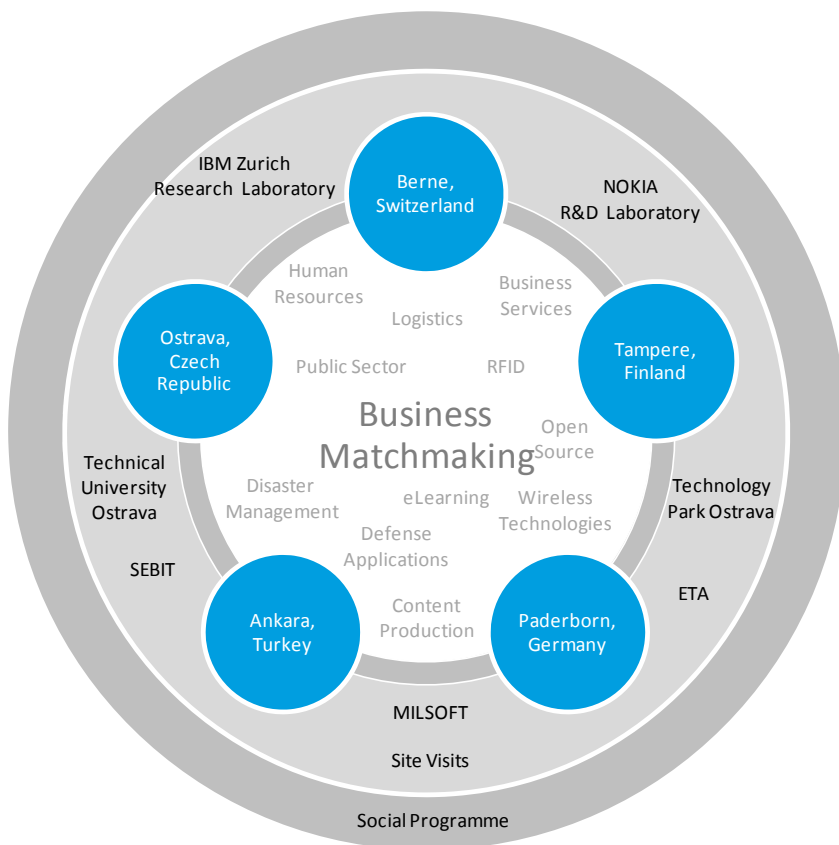 IBM Zurich
Research Laboratory
Berne,
Switzerland
NOKIA
R&D Laboratory
Human
Resources
Business
Services
Logistics
Ostrava,
Czech
Republic
Public Sector
RFID
Tampere,
Finland
Business
Matchmaking
Open
Source
Technical
University
Ostrava
Disaster
Management
eLearning
Wireless
Technologies
Technology
Park Ostrava
Defense
Applications
SEBIT
ETA
Ankara,
Turkey
Content
Production
Paderborn,
Germany
MILSOFT
Site Visits
Social Programme